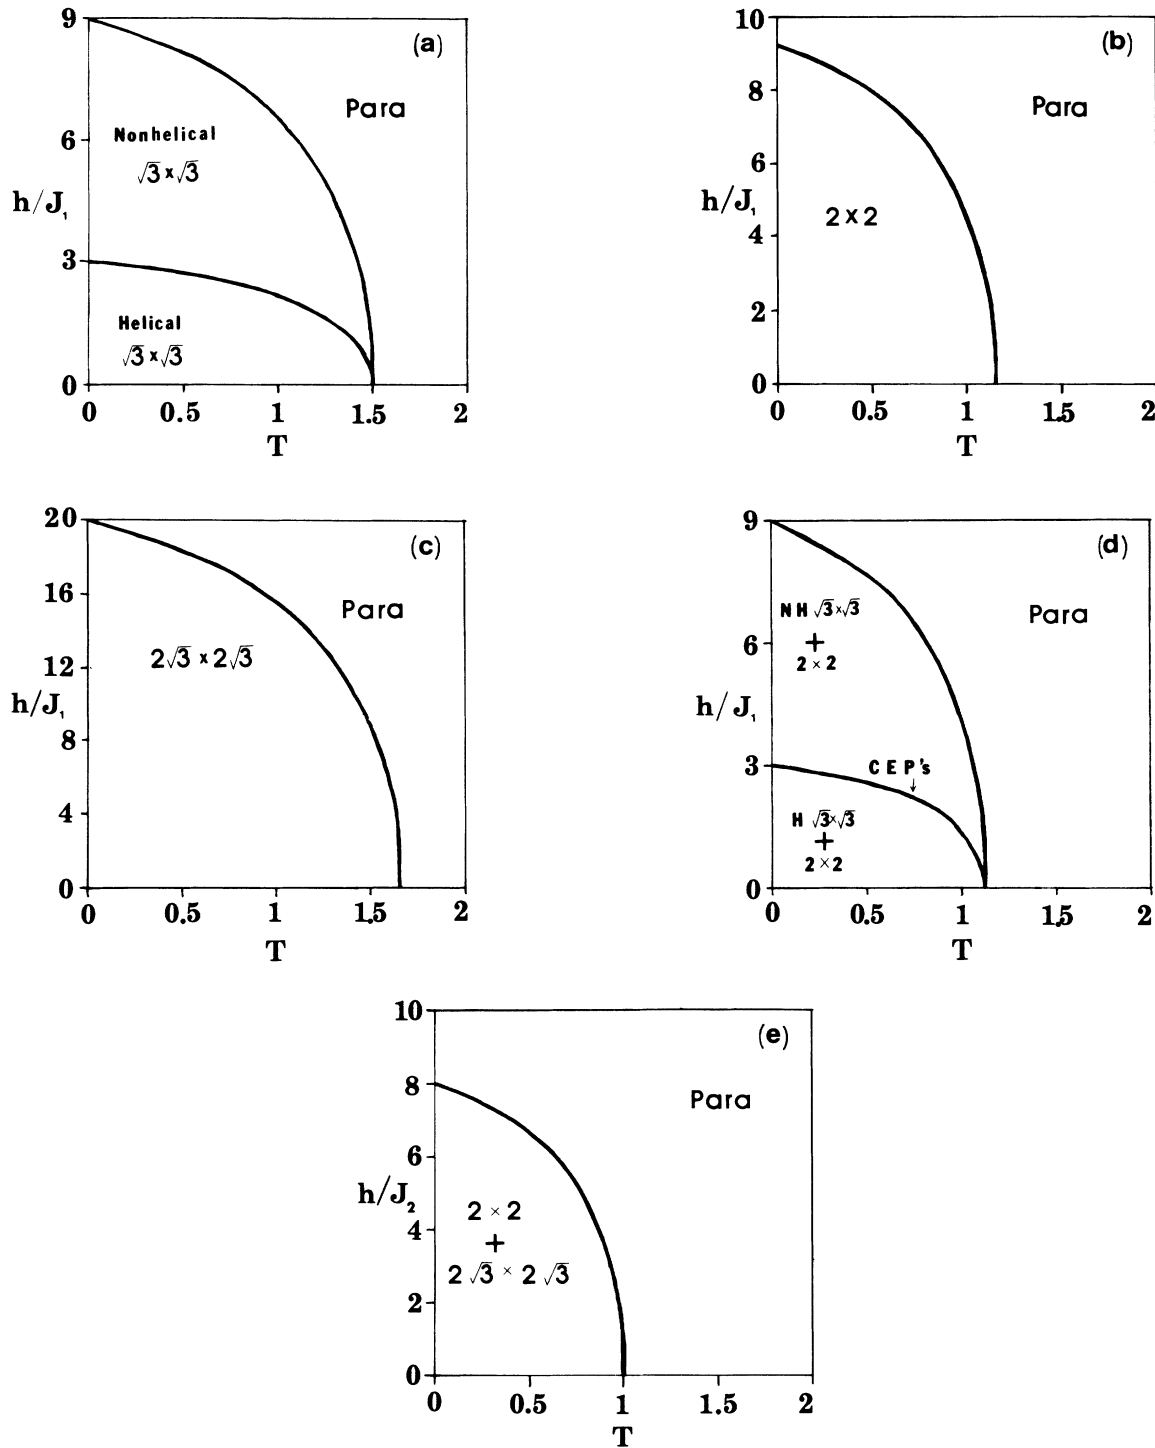 9
(a)
Para
Nonhelical
√3 × √3
6
h/J₁
3
Helical
√3 × √3
0
0 0.5 1 1.5 2
T
10
(b)
8
Para
6
h/J₁
2 × 2
4
2
0
0 0.5 1 1.5 2
T
20
(c)
16
Para
2√3 × 2√3
12
h/J₁
8
4
0
0 0.5 1 1.5 2
T
9
(d)
NH √3 × √3
Para
+
2 × 2
6
h/J₁
3
CEP's
↓
H √3 × √3
+
2 × 2
0
0 0.5 1 1.5 2
T
10
(e)
8
Para
6
h/J₂
2 × 2
4
+
2√3 × 2√3
2
0
0 0.5 1 1.5 2
T